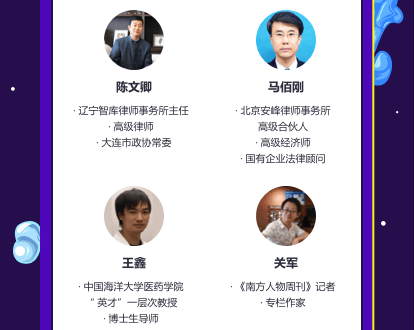 陈文卿
· 辽宁智库律师事务所主任
· 高级律师
· 大连市政协常委
马佰刚
· 北京安峰律师事务所
高级合伙人
· 高级经济师
· 国有企业法律顾问
王鑫
· 中国海洋大学医药学院
“ 英才”一层次教授
· 博士生导师
关军
· 《南方人物周刊》记者
· 专栏作家